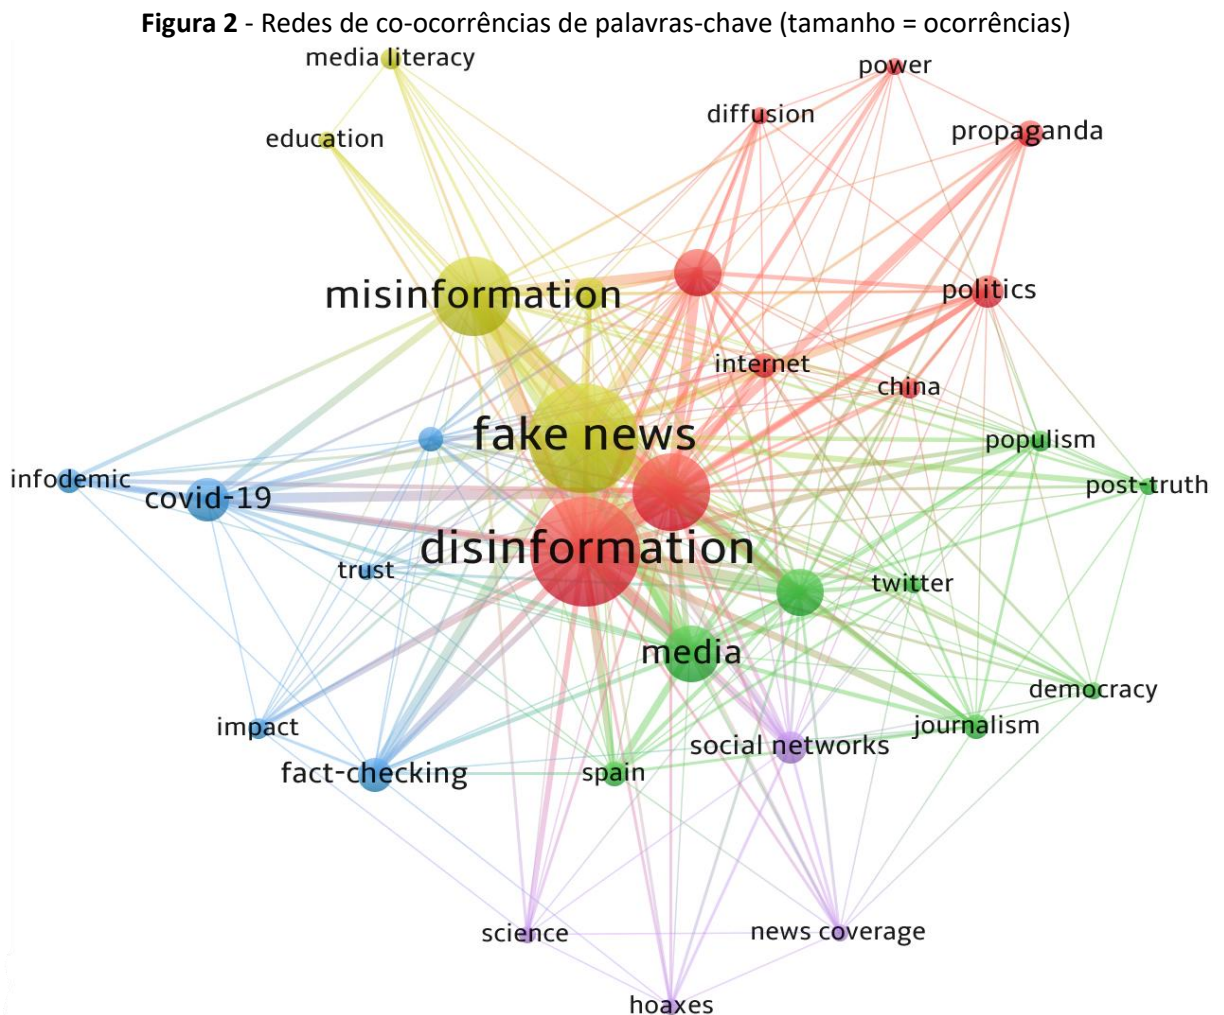 Figura 2 - Redes de co-ocorrências de palavras-chave (tamanho = ocorrências)
media literacy
power
diffusion
propaganda
education
misinformation
politics
internet
china
fake news
populism
infodemic
covid-19
post-truth
disinformation
trust
twitter
media
democracy
impact
journalism
social networks
fact-checking
spain
science
news coverage
hoaxes